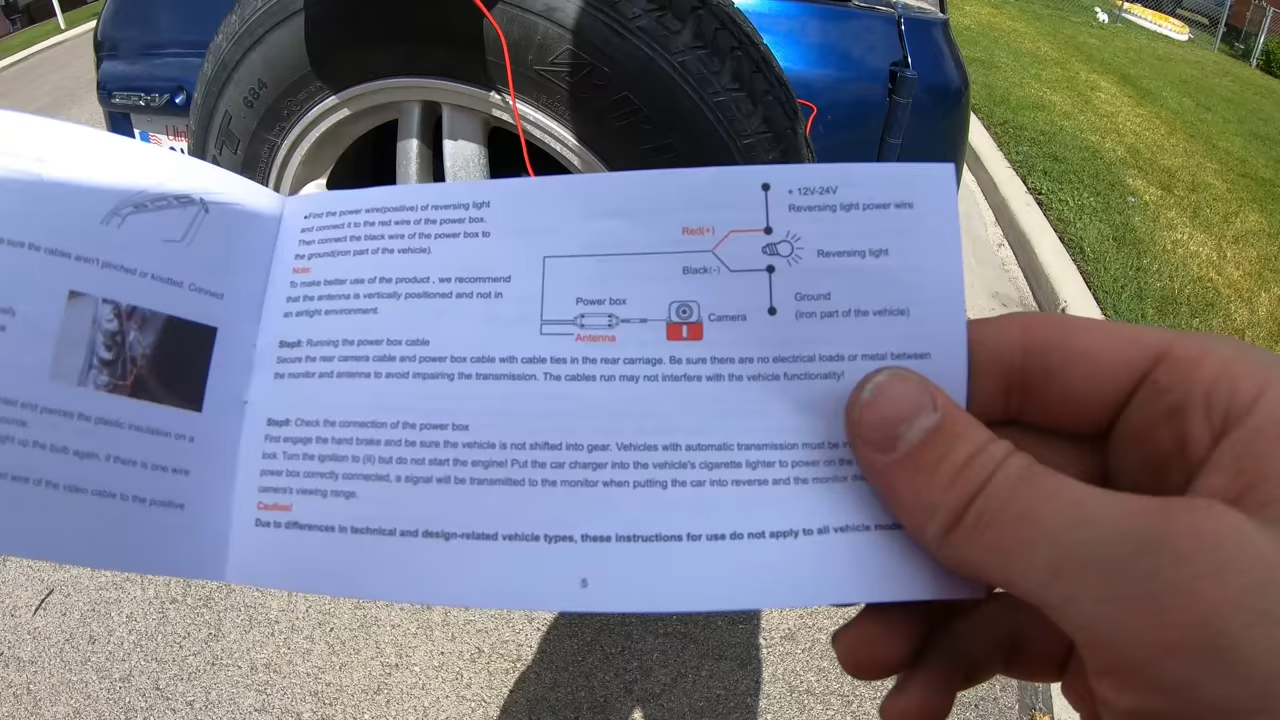 CR-V
Utah
684
e sure the cables aren't pinched or knotted. Connect
end pierces the plastic insulation on a
ight up the bulb again, if there is one wire
wire of the video cable to the positive
●Find the power wire(positive) of reversing light
and connect it to the red wire of the power box.
Then connect the black wire of the power box to
the ground(iron part of the vehicle).
Note:
To make better use of the product , we recommend
that the antenna is vertically positioned and not in
an airtight environment.
+ 12V-24V
Reversing light power wire
Red(+)
Reversing light
Black(-)
Ground
(iron part of the vehicle)
Power box
Camera
Antenna
Step8: Running the power box cable
Secure the rear camera cable and power box cable with cable ties in the rear carriage. Be sure there are no electrical loads or metal between
the monitor and antenna to avoid impairing the transmission. The cables run may not interfere with the vehicle functionality!
Step9: Check the connection of the power box
First engage the hand brake and be sure the vehicle is not shifted into gear. Vehicles with automatic transmission must be
lock. Turn the ignition to (II) but do not start the engine! Put the car charger into the vehicle's cigarette lighter to power on the
power box correctly connected, a signal will be transmitted to the monitor when putting the car into reverse and the monitor
camera's viewing range.
Caution!
Due to differences in technical and design-related vehicle types, these instructions for use do not apply to all vehicle
5